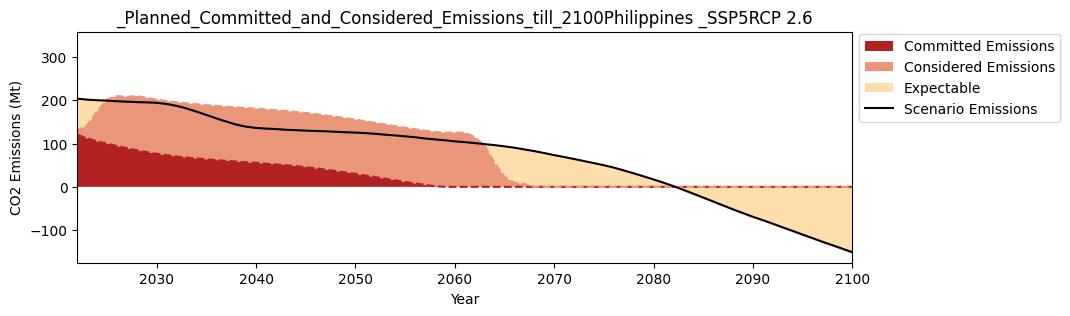 _Planned_Committed_and_Considered_Emissions_till_2100Philippines _SSP5RCP 2.6
CO2 Emissions (Mt)
300
200
100
0
−100
2030 2040 2050 2060 2070 2080 2090 2100
Year
Committed Emissions
Considered Emissions
Expectable
Scenario Emissions